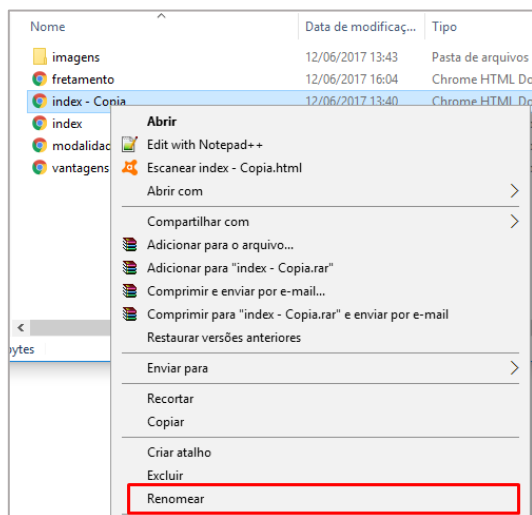 Nome Data de modificaç... Tipo
imagens 12/06/2017 13:43 Pasta de arquivos
fretamento 12/06/2017 16:04 Chrome HTML Do
index - Copia 12/06/2017 13:40 Chrome HTML Do
index
modalidad
vantagens
bytes
Abrir
Edit with Notepad++
Escanear index - Copia.html
Abrir com
Compartilhar com
Adicionar para o arquivo...
Adicionar para "index - Copia.rar"
Comprimir e enviar por e-mail...
Comprimir para "index - Copia.rar" e enviar por e-mail
Restaurar versões anteriores
Enviar para
Recortar
Copiar
Criar atalho
Excluir
Renomear